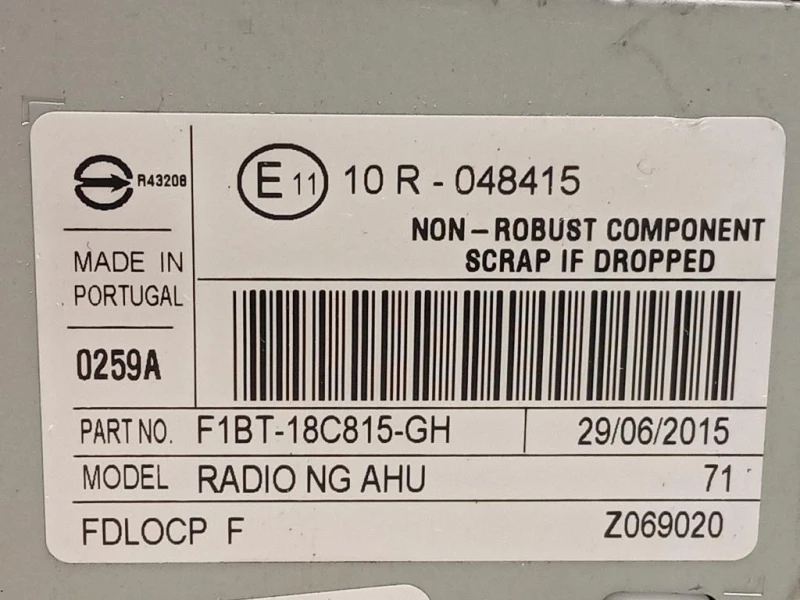 R43208
E11 10 R - 048415
NON – ROBUST COMPONENT
SCRAP IF DROPPED
MADE IN
PORTUGAL
0259A
PART NO. F1BT-18C815-GH 29/06/2015
MODEL RADIO NG AHU 71
FDLOCP F Z069020